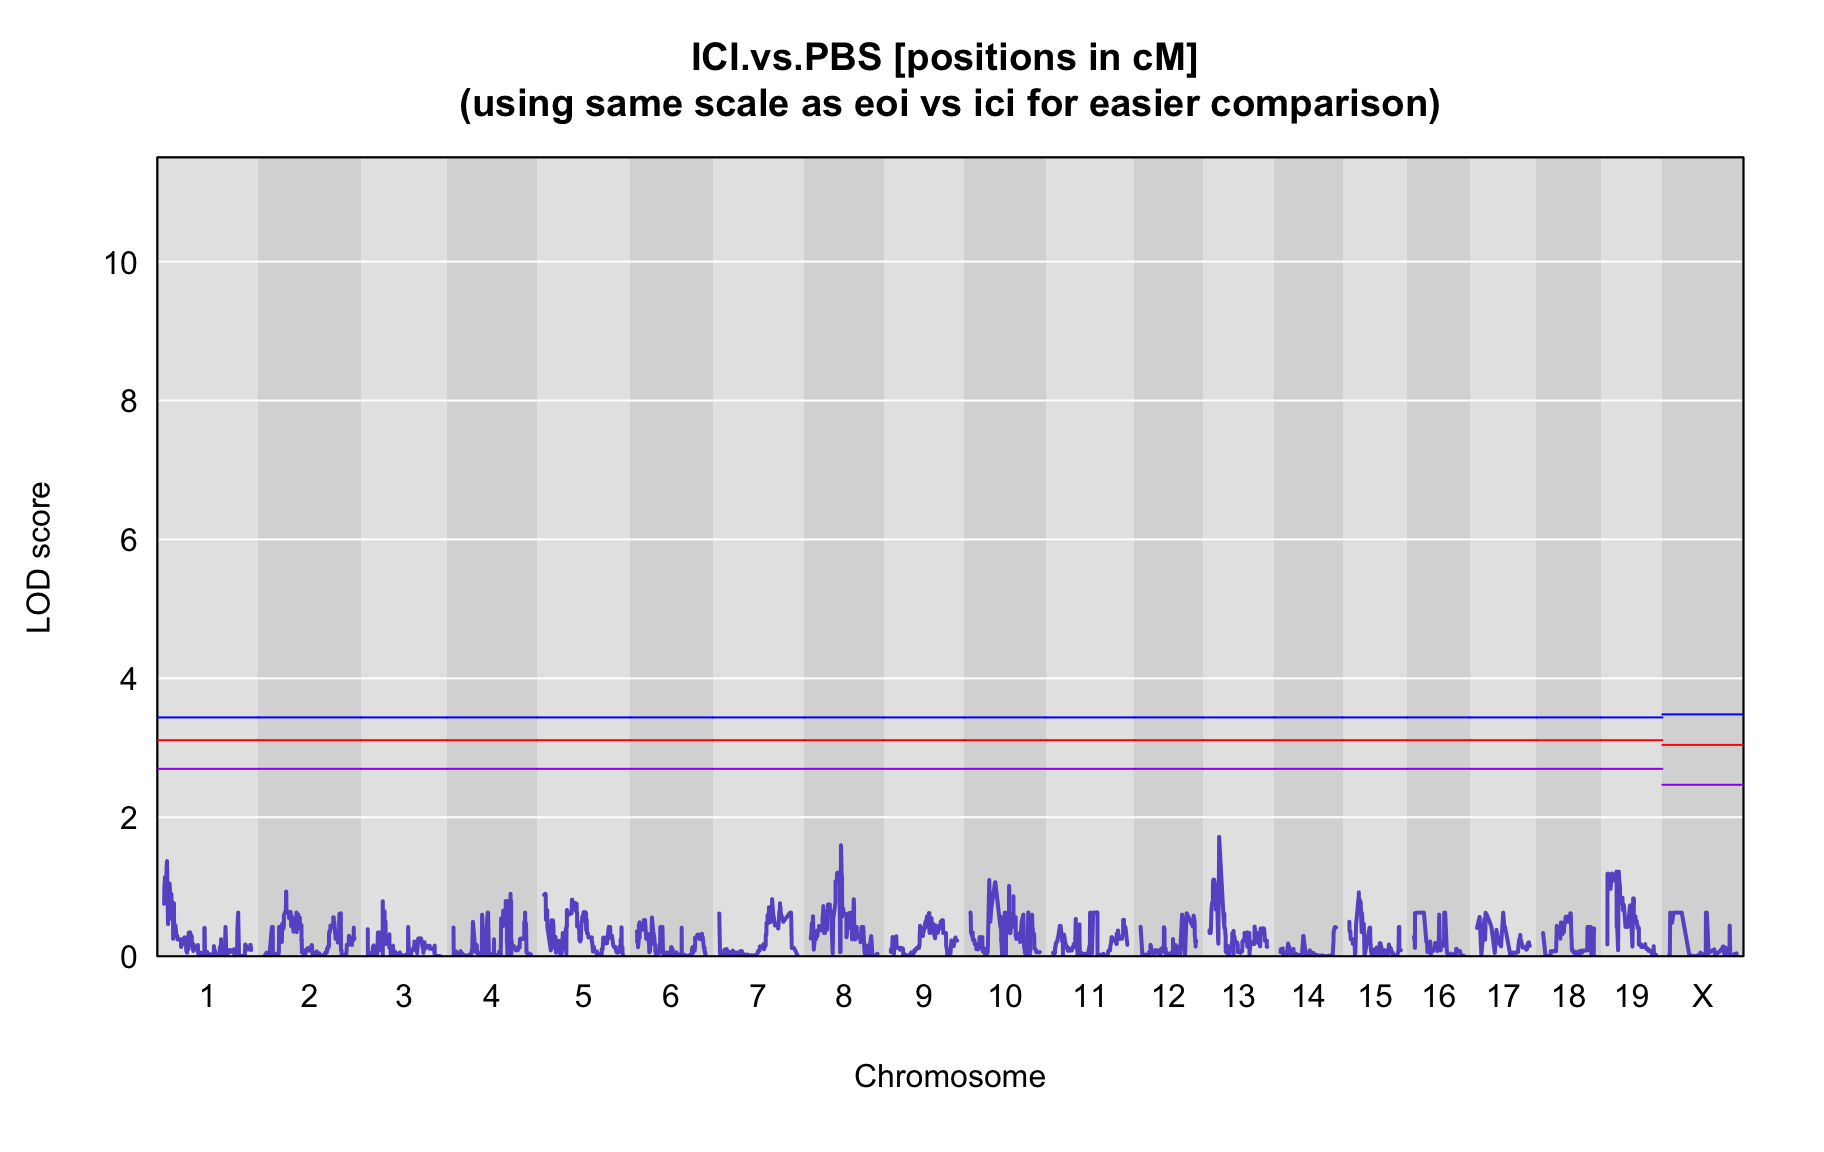 ICI.vs.PBS [positions in cM]
(using same scale as eoi vs ici for easier comparison)
10
8
6
4
2
0
LOD score
1 2 3 4 5 6 7 8 9 10 11 12 13 14 15 16 17 18 19 X
Chromosome